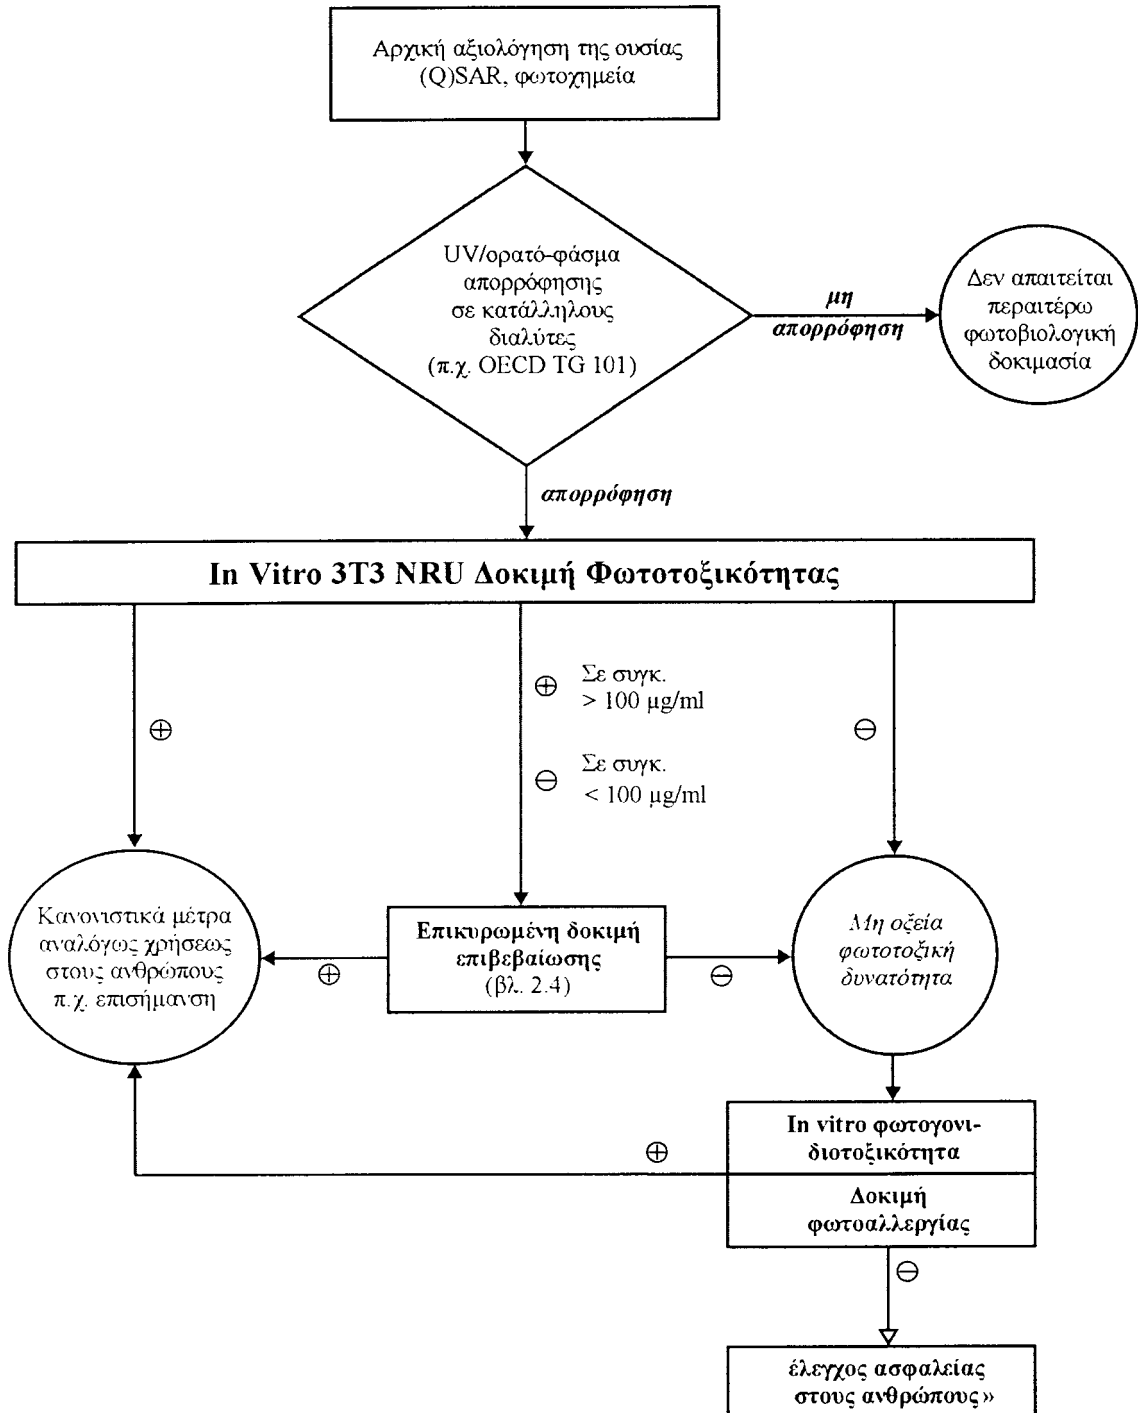 Αρχική αξιολόγηση της ουσίας
(Q)SAR, φωτοχημεία
UV/ορατό-φάσμα
απορρόφησης
σε κατάλληλους
διαλύτες
(π.χ. OECD TG 101)
μη
απορρόφηση
Δεν απαιτείται
περαιτέρω
φωτοβιολογική
δοκιμασία
απορρόφηση
In Vitro 3T3 NRU Δοκιμή Φωτοτοξικότητας
⊕
⊕ Σε συγκ.
> 100 μg/ml
⊖ Σε συγκ.
< 100 μg/ml
⊖
Κανονιστικά μέτρα
αναλόγως χρήσεως
στους ανθρώπους
π.χ. επισήμανση
⊕
Επικυρωμένη δοκιμή
επιβεβαίωσης
(βλ. 2.4)
⊖
Μη οξεία
φωτοτοξική
δυνατότητα
In vitro φωτογονι-
διοτοξικότητα
⊕
Δοκιμή
φωτοαλλεργίας
⊖
έλεγχος ασφαλείας
στους ανθρώπους»